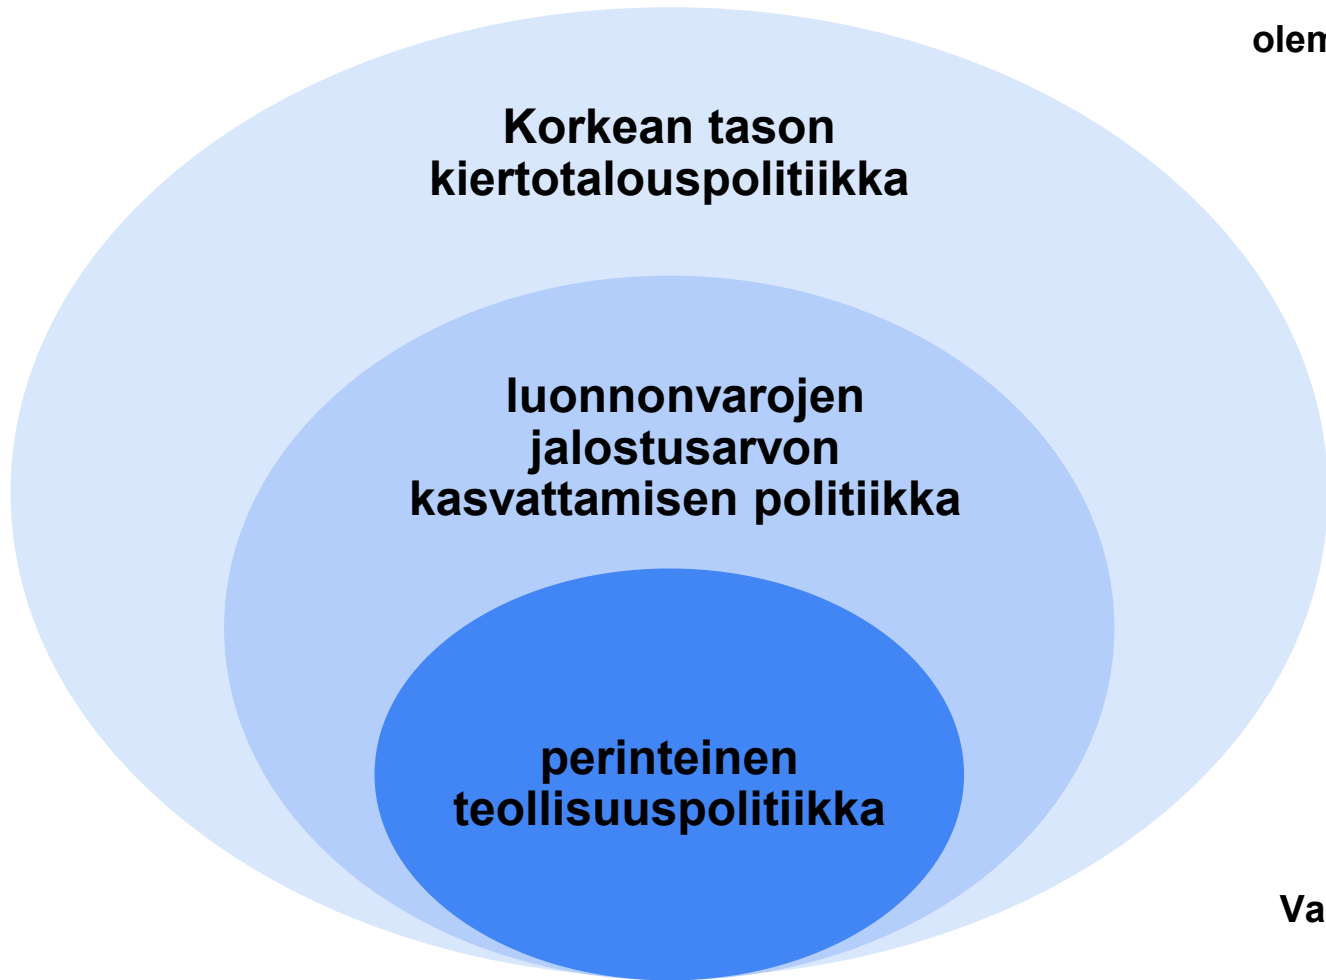 olem
Korkean tason
kiertotalouspolitiikka
luonnonvarojen
jalostusarvon
kasvattamisen politiikka
perinteinen
teollisuuspolitiikka
Va